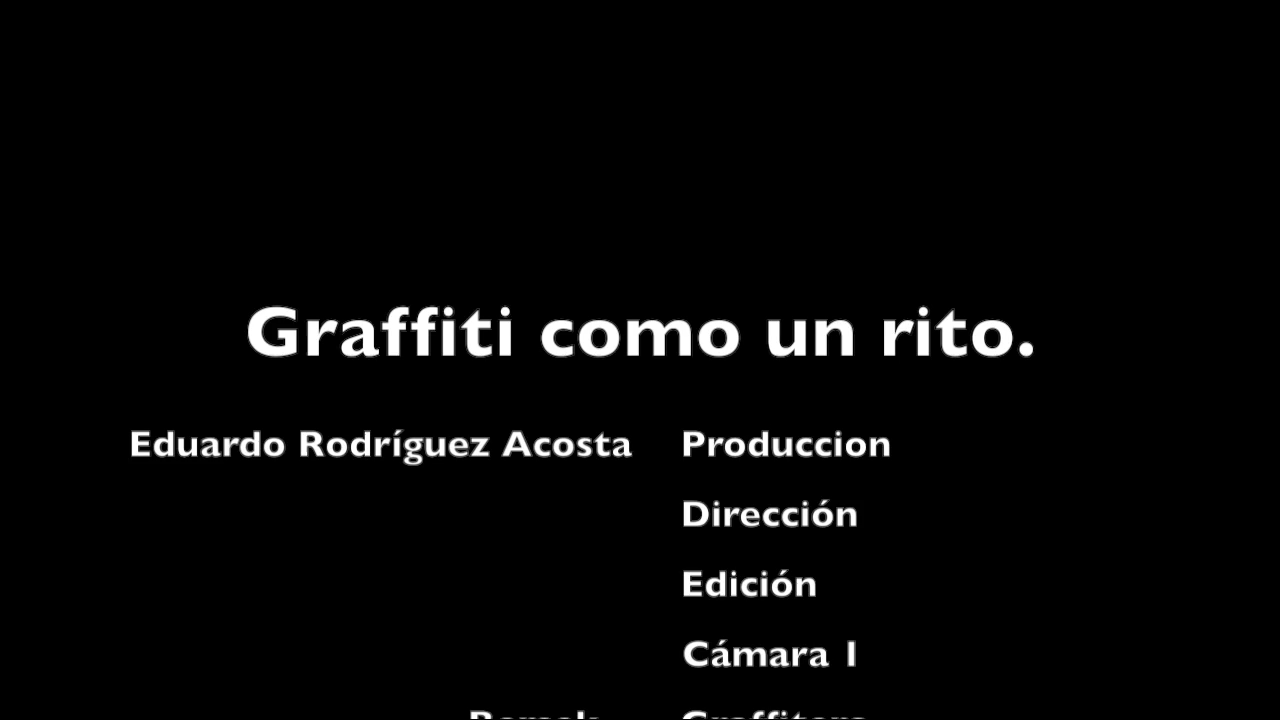 Graffiti como un rito.
Eduardo Rodríguez Acosta Produccion
Dirección
Edición
Cámara 1